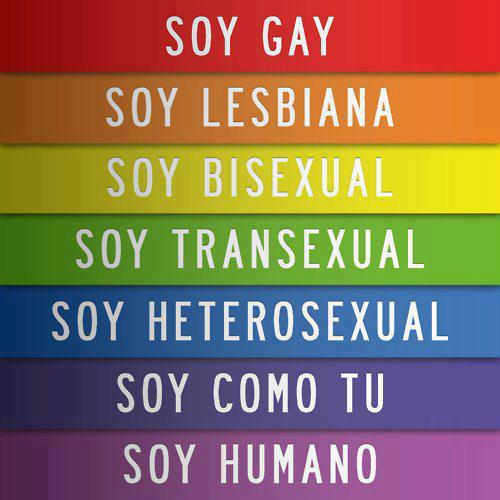 SOY GAY
SOY LESBIANA
SOY BISEXUAL
SOY TRANSEXUAL
SOY HETEROSEXUAL
SOY COMO TU
SOY HUMANO